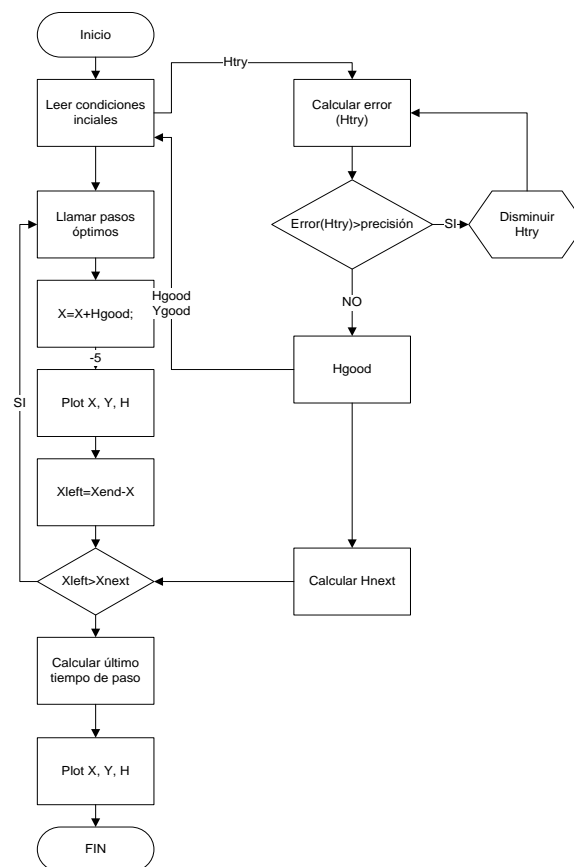 Inicio
Htry
Leer condiciones
inciales
Calcular error
(Htry)
Llamar pasos
óptimos
Error(Htry)>precisión
SI
Disminuir
Htry
Hgood
Ygood
NO
X=X+Hgood;
-5
SI
Plot X, Y, H
Hgood
Xleft=Xend-X
Xleft>Xnext
Calcular Hnext
Calcular último
tiempo de paso
Plot X, Y, H
FIN